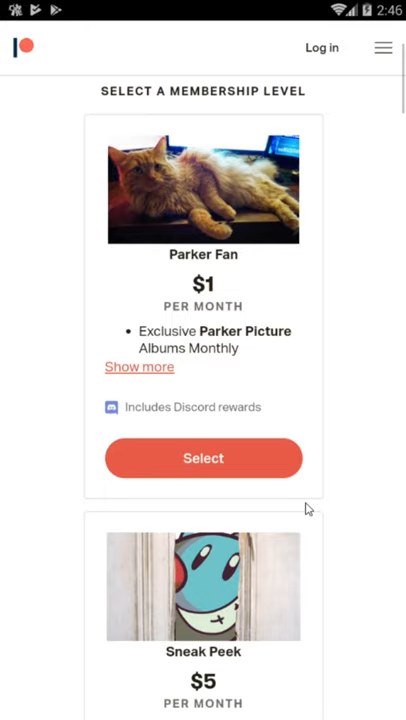 2:46
Log in
SELECT A MEMBERSHIP LEVEL
Parker Fan
$1
PER MONTH
• Exclusive Parker Picture
Albums Monthly
Show more
Includes Discord rewards
Select
Sneak Peek
$5
PER MONTH